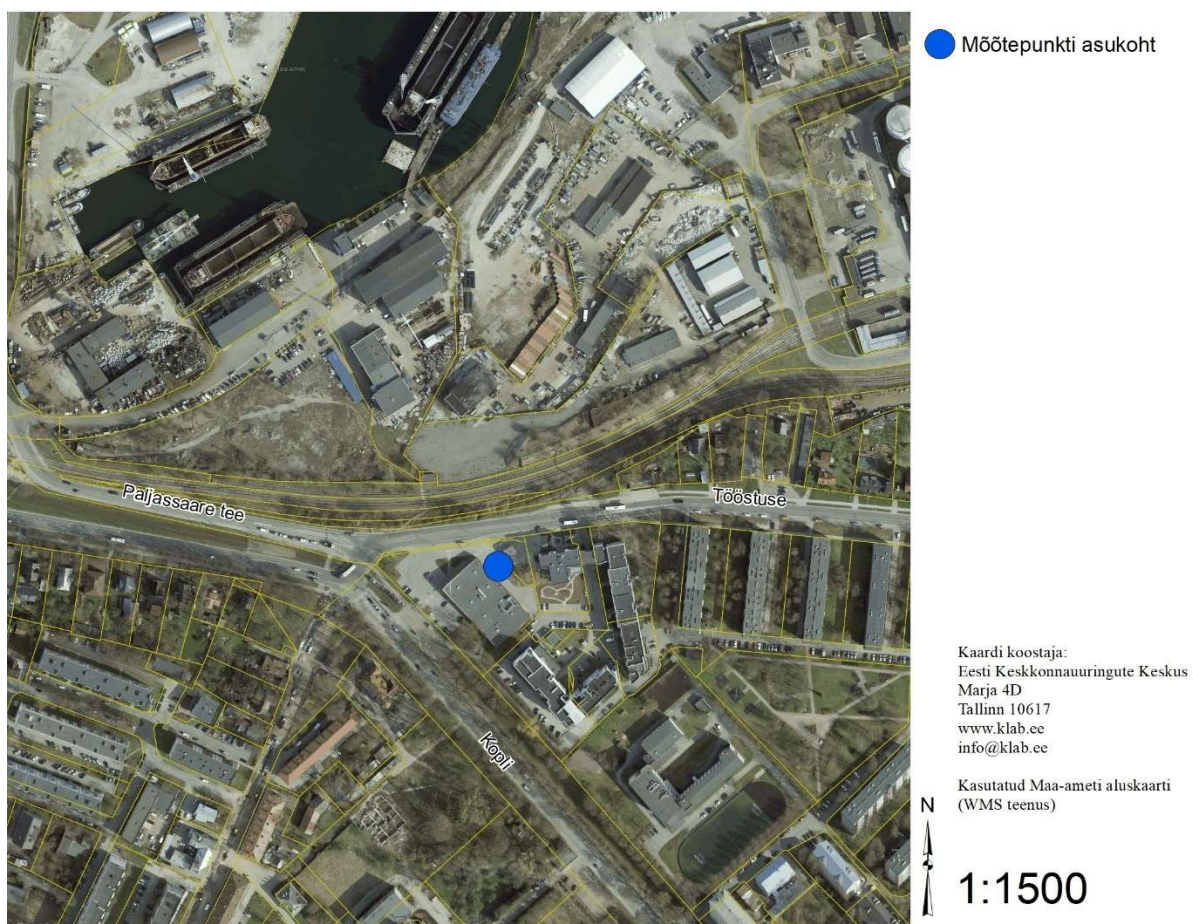 Mõõtepunkti asukoht
Paljassaare tee
Tööstuse
Kopli
Kaardi koostaja:
Eesti Keskkonnauuringute Keskus
Marja 4D
Tallinn 10617
www.klab.ee
info@klab.ee
Kasutatud Maa-ameti aluskaarti
(WMS teenus)
N
1:1500